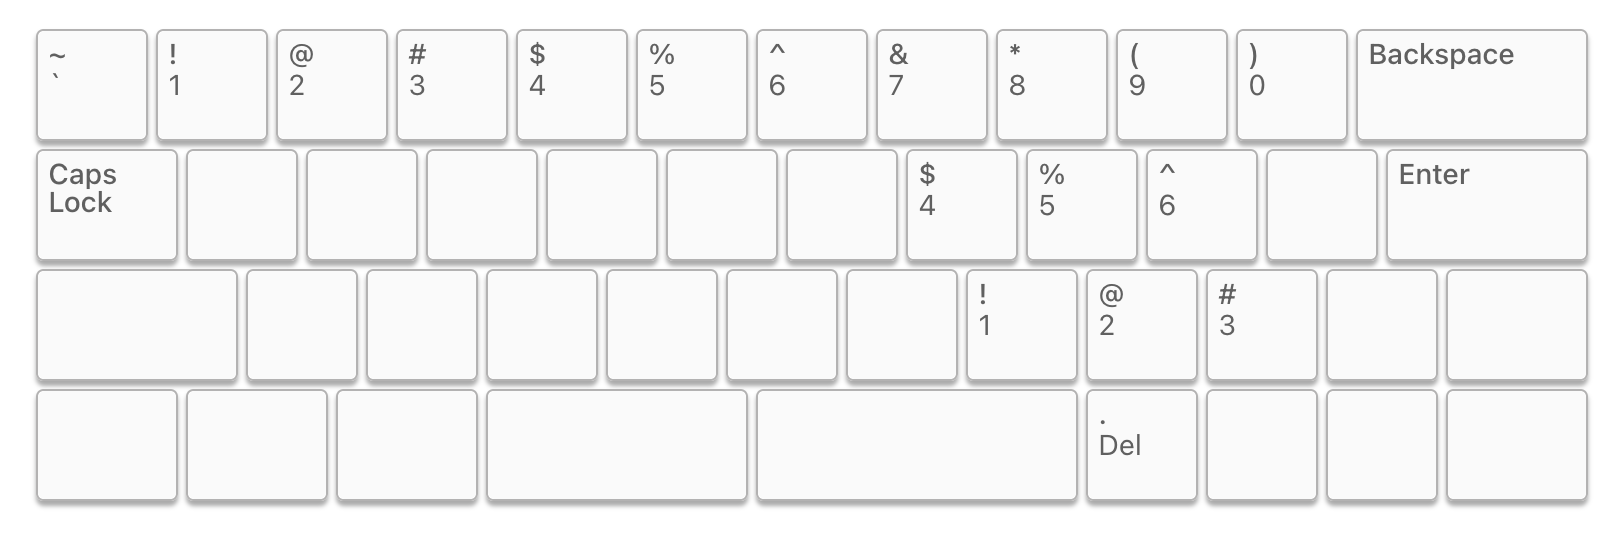 ~ ! @ # $ % ^ & * ( ) Backspace
` 1 2 3 4 5 6 7 8 9 0
Caps $ % ^ Enter
Lock 4 5 6
! @ #
1 2 3
.
Del